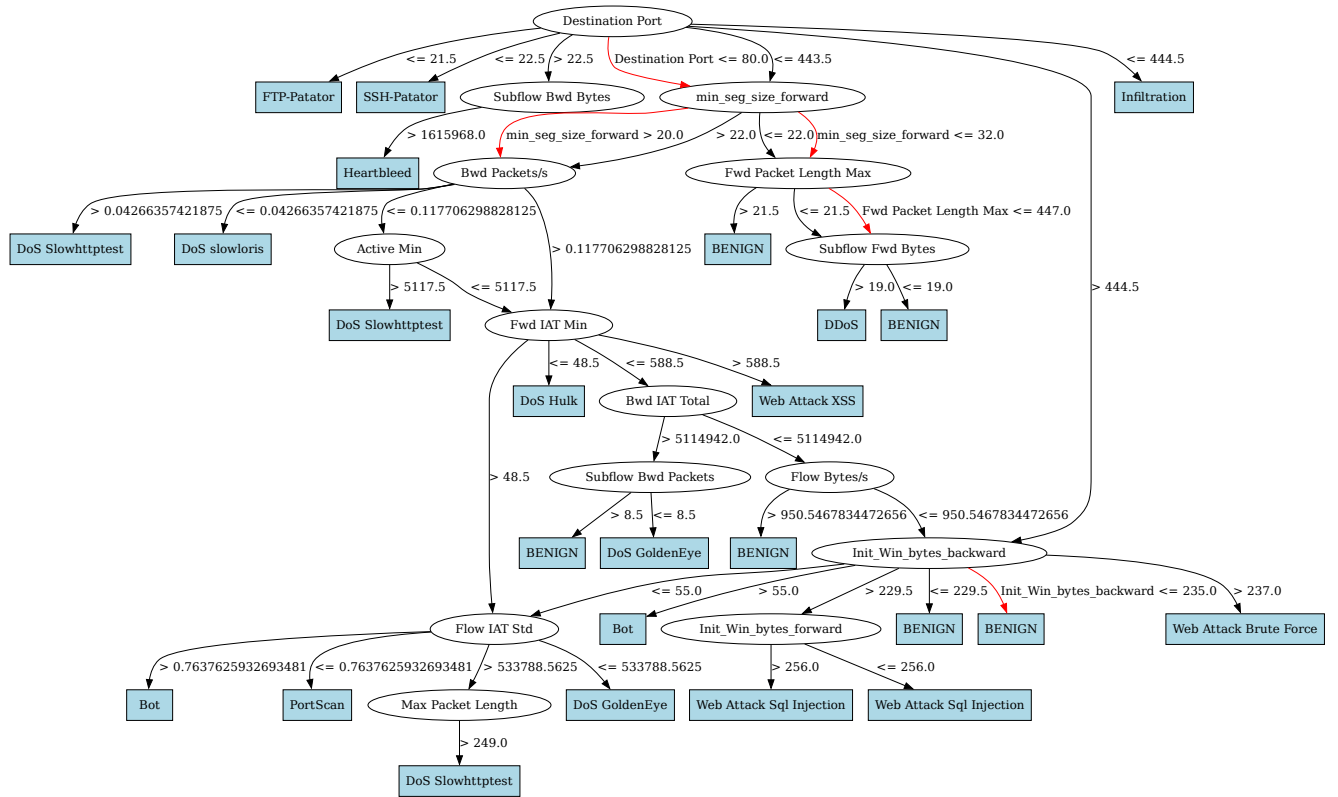 Destination Port
<= 21.5
<= 22.5
> 22.5
Destination Port <= 80.0
<= 443.5
<= 444.5
FTP-Patator
SSH-Patator
Subflow Bwd Bytes
min_seg_size_forward
Infiltration
> 1615968.0
min_seg_size_forward > 20.0
> 22.0
<= 22.0
min_seg_size_forward <= 32.0
Heartbleed
Bwd Packets/s
Fwd Packet Length Max
> 0.04266357421875
<= 0.04266357421875
<= 0.117706298828125
> 21.5
<= 21.5
Fwd Packet Length Max <= 447.0
DoS Slowhttptest
DoS slowloris
Active Min
> 0.117706298828125
BENIGN
Subflow Fwd Bytes
> 5117.5
<= 5117.5
> 19.0
<= 19.0
> 444.5
DoS Slowhttptest
Fwd IAT Min
DDoS
BENIGN
<= 48.5
<= 588.5
> 588.5
DoS Hulk
Bwd IAT Total
Web Attack XSS
> 5114942.0
<= 5114942.0
> 48.5
Subflow Bwd Packets
Flow Bytes/s
> 8.5
<= 8.5
> 950.5467834472656
<= 950.5467834472656
BENIGN
DoS GoldenEye
BENIGN
Init_Win_bytes_backward
<= 55.0
> 55.0
> 229.5
<= 229.5
Init_Win_bytes_backward <= 235.0
> 237.0
Flow IAT Std
Bot
Init_Win_bytes_forward
BENIGN
BENIGN
Web Attack Brute Force
> 0.7637625932693481
<= 0.7637625932693481
> 533788.5625
<= 533788.5625
> 256.0
<= 256.0
Bot
PortScan
Max Packet Length
DoS GoldenEye
Web Attack Sql Injection
Web Attack Sql Injection
> 249.0
DoS Slowhttptest